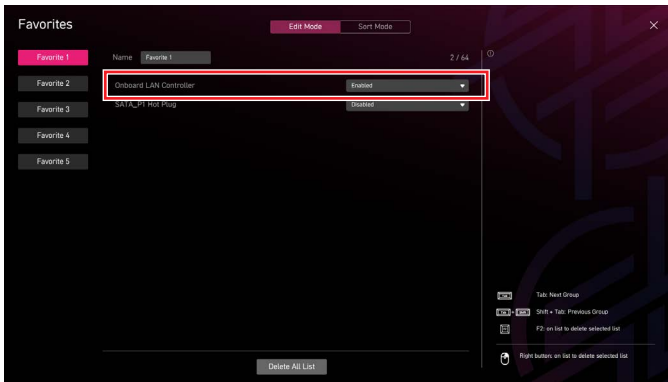 Favorites
Edit Mode
Sort Mode
Favorite 1
Name
Favorite 1
2 / 64
Favorite 2
Onboard LAN Controller
Enabled
Favorite 3
SATA_P1 Hot Plug
Disabled
Favorite 4
Favorite 5
Tab: Next Group
Shift + Tab: Previous Group
F2: on list to delete selected list
Right button: on list to delete selected list
Delete All List